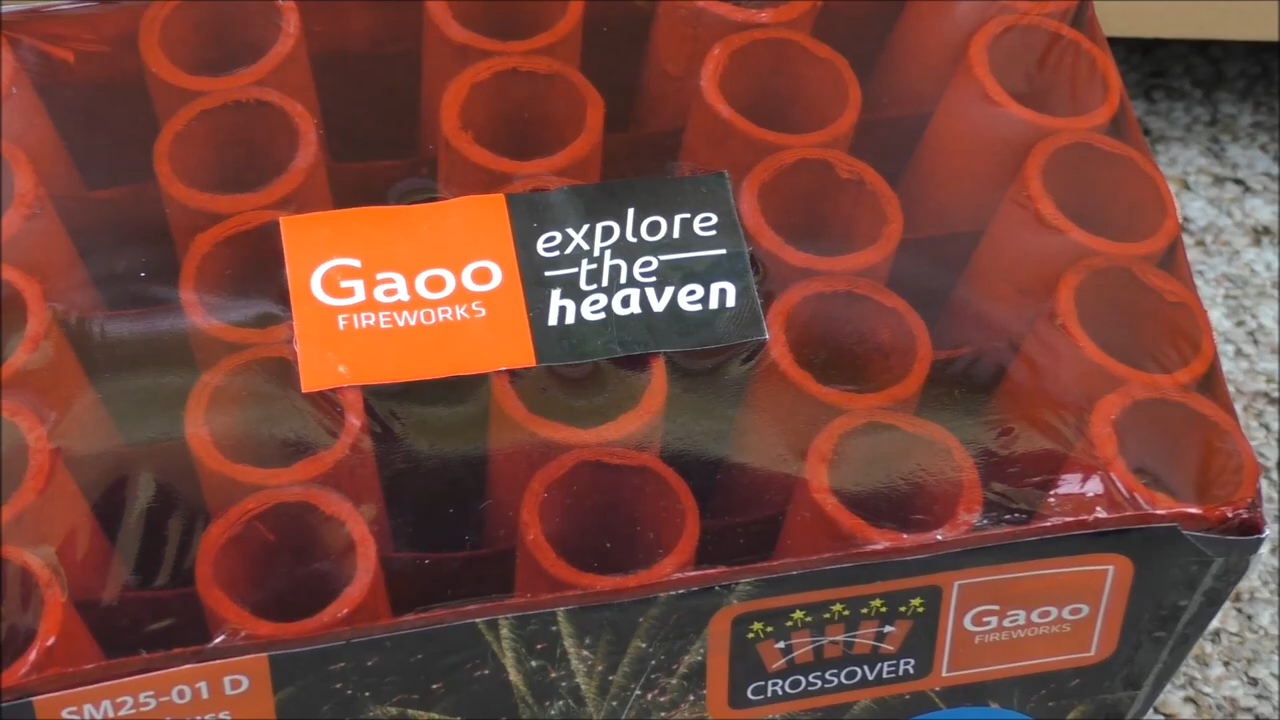 Gaoo
FIREWORKS
explore
the
heaven
CROSSOVER
Gaoo
FIREWORKS
SM25-01 D